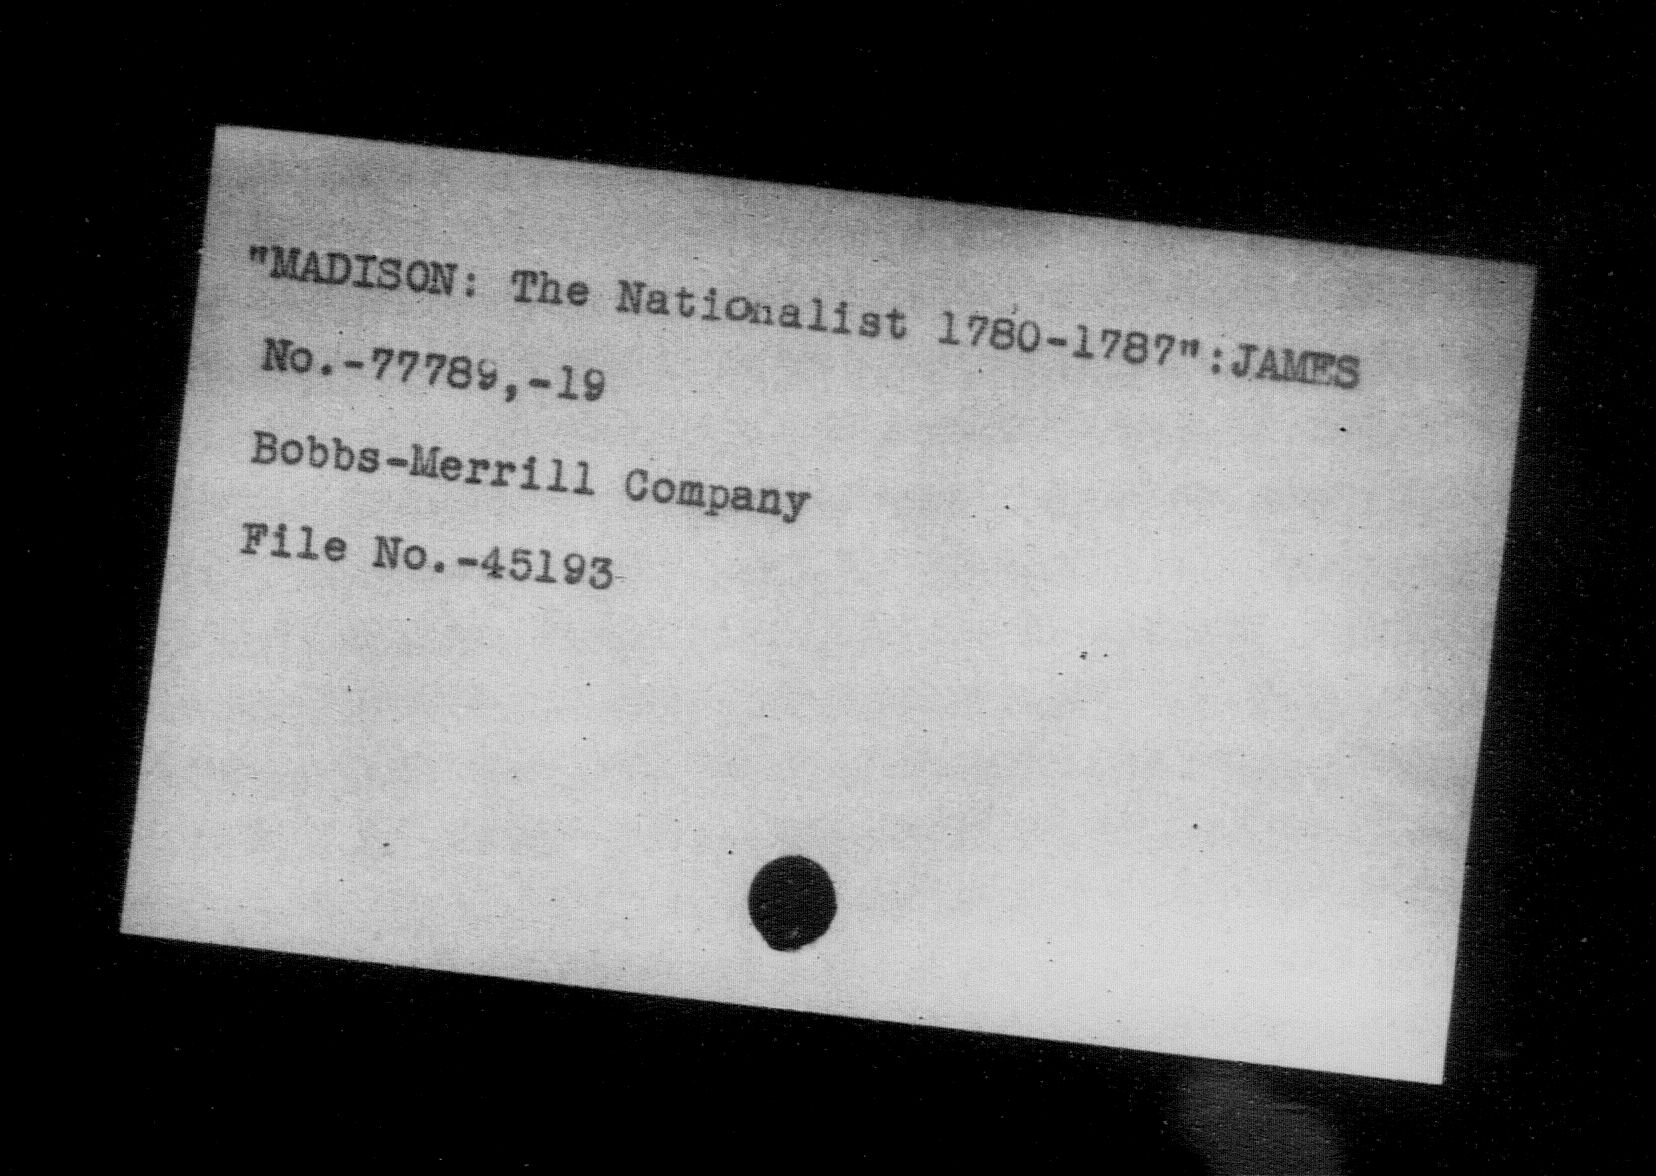 "MADISON: The Nationalist 1780-1787":JAMES
No.-77789,-19
Bobbs-Merrill Company
File No.-45193